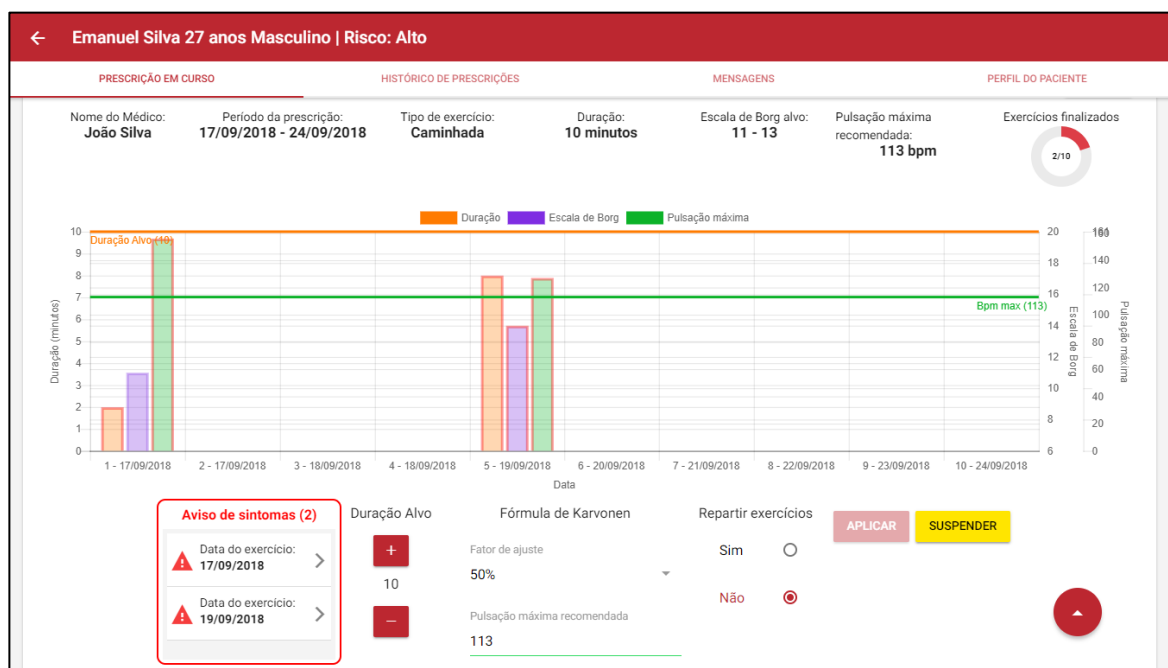 Emanuel Silva 27 anos Masculino | Risco: Alto
PRESCRIÇÃO EM CURSO
HISTÓRICO DE PRESCRIÇÕES
MENSAGENS
PERFIL DO PACIENTE
Nome do Médico:
João Silva
Período da prescrição:
17/09/2018 - 24/09/2018
Tipo de exercício:
Caminhada
Duração:
10 minutos
Escala de Borg alvo:
11 - 13
Pulsação máxima
recomendada:
113 bpm
Exercícios finalizados
2/10
Duração
Escala de Borg
Pulsação máxima
Duração Alvo (10)
Bpm max (113)
10
9
8
7
6
5
4
3
2
1
0
Duração (minutos)
20
18
16
14
12
10
8
6
Escala de Borg
140
120
100
80
60
40
20
0
Pulsação máxima
1 - 17/09/2018
2 - 17/09/2018
3 - 18/09/2018
4 - 18/09/2018
5 - 19/09/2018
6 - 20/09/2018
7 - 21/09/2018
8 - 22/09/2018
9 - 23/09/2018
10 - 24/09/2018
Data
Aviso de sintomas (2)
Data do exercício:
17/09/2018
Data do exercício:
19/09/2018
Duração Alvo
+
10
−
Fórmula de Karvonen
Fator de ajuste
50%
Pulsação máxima recomendada
113
Repartir exercícios
Sim
Não
APLICAR
SUSPENDER